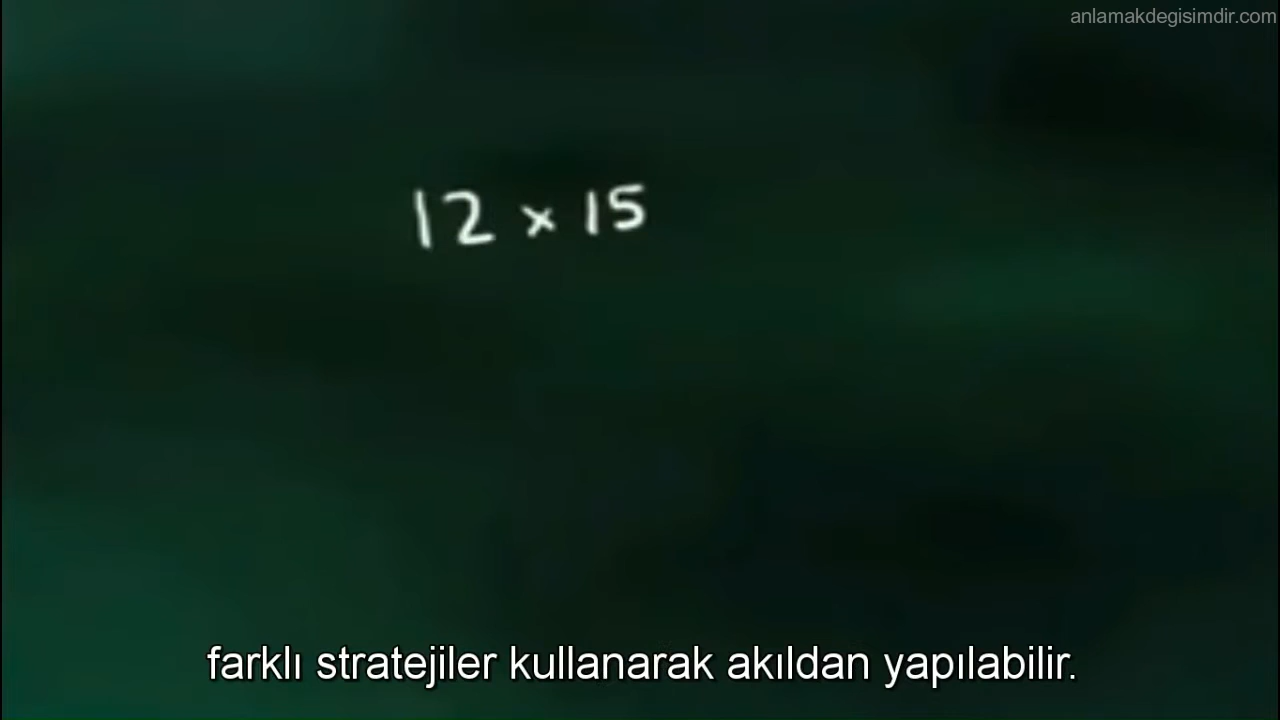 anlamakdegisimdir.com
12 x 15
farklı stratejiler kullanarak akıldan yapılabilir.